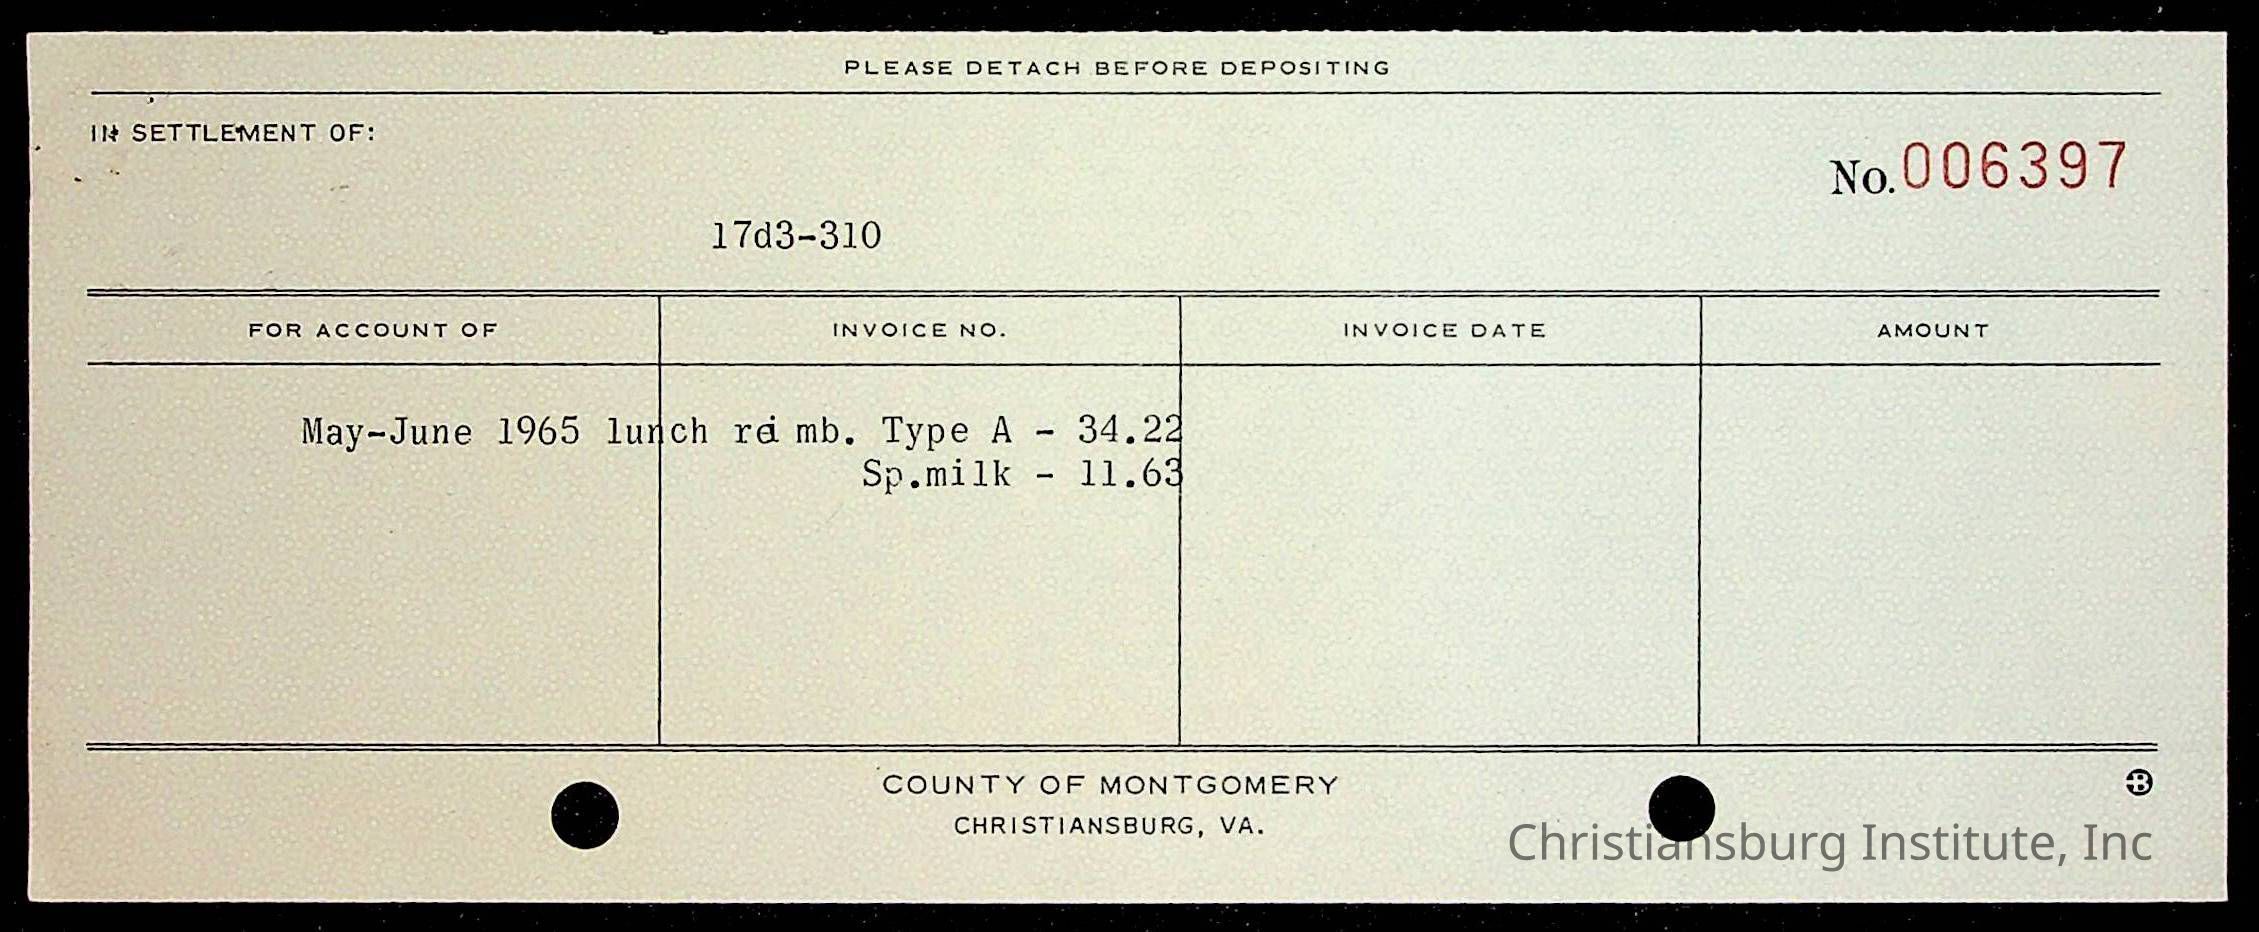 PLEASE DETACH BEFORE DEPOSITING
IN SETTLEMENT OF:
No. 006397
17d3-310
FOR ACCOUNT OF INVOICE NO. INVOICE DATE AMOUNT
May-June 1965 lunch reimb. Type A - 34.22
Sp.milk - 11.63
COUNTY OF MONTGOMERY
B
CHRISTIANSBURG, VA.
Christiansburg Institute, Inc